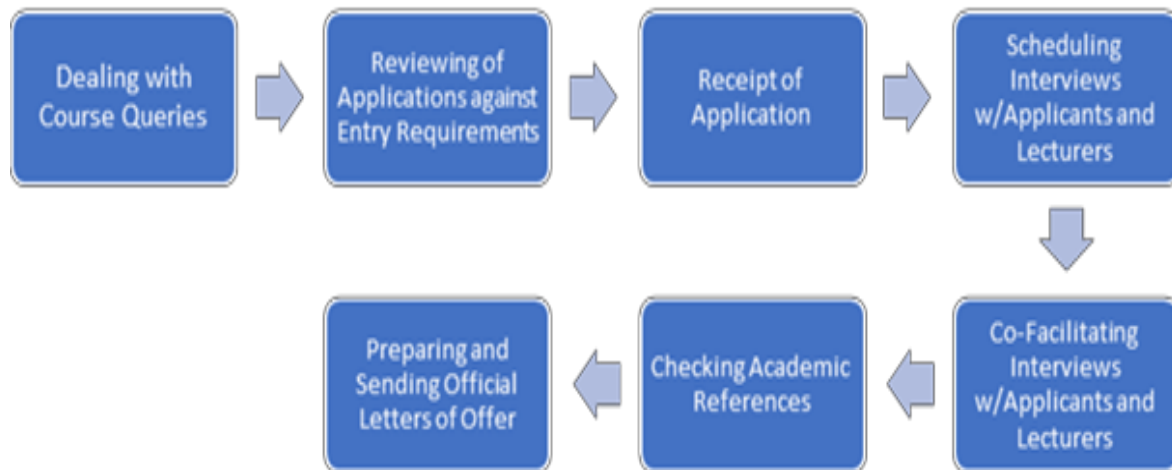 Dealing with
Course Queries
Reviewing of
Applications against
Entry Requirements
Receipt of
Application
Scheduling
Interviews
w/Applicants and
Lecturers
Co-Facilitating
Interviews
w/Applicants and
Lecturers
Checking Academic
References
Preparing and
Sending Official
Letters of Offer